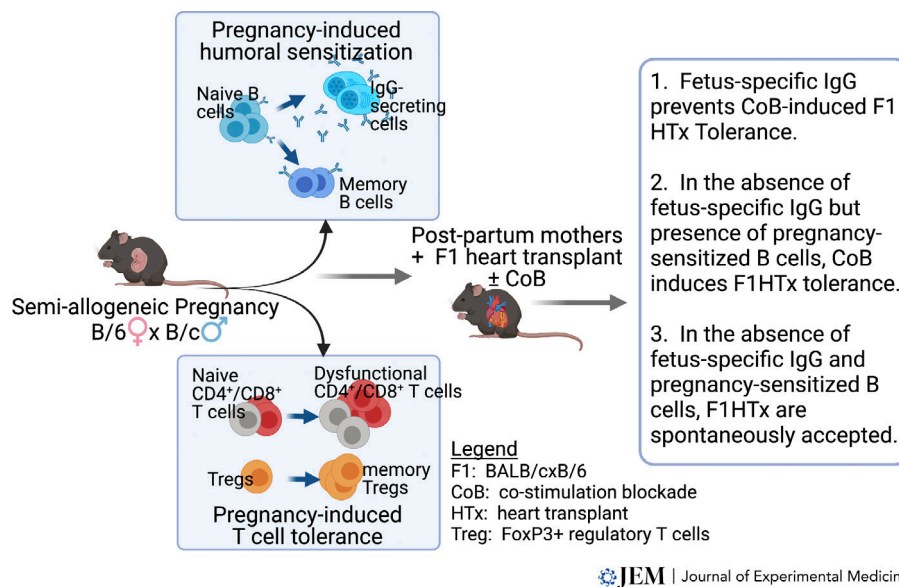 Pregnancy-induced
humoral sensitization
Naive B
cells
IgG-
secreting
cells
Memory
B cells
Semi-allogeneic Pregnancy
B/6♀x B/c♂
Post-partum mothers
+ F1 heart transplant
± CoB
Naive
CD4⁺/CD8⁺
T cells
Dysfunctional
CD4⁺/CD8⁺ T cells
Tregs
memory
Tregs
Pregnancy-induced
T cell tolerance
Legend
F1: BALB/cxB/6
CoB: co-stimulation blockade
HTx: heart transplant
Treg: FoxP3+ regulatory T cells
1. Fetus-specific IgG
prevents CoB-induced F1
HTx Tolerance.
2. In the absence of
fetus-specific IgG but
presence of pregnancy-
sensitized B cells, CoB
induces F1HTx tolerance.
3. In the absence of
fetus-specific IgG and
pregnancy-sensitized B
cells, F1HTx are
spontaneously accepted.
JEM | Journal of Experimental Medicin